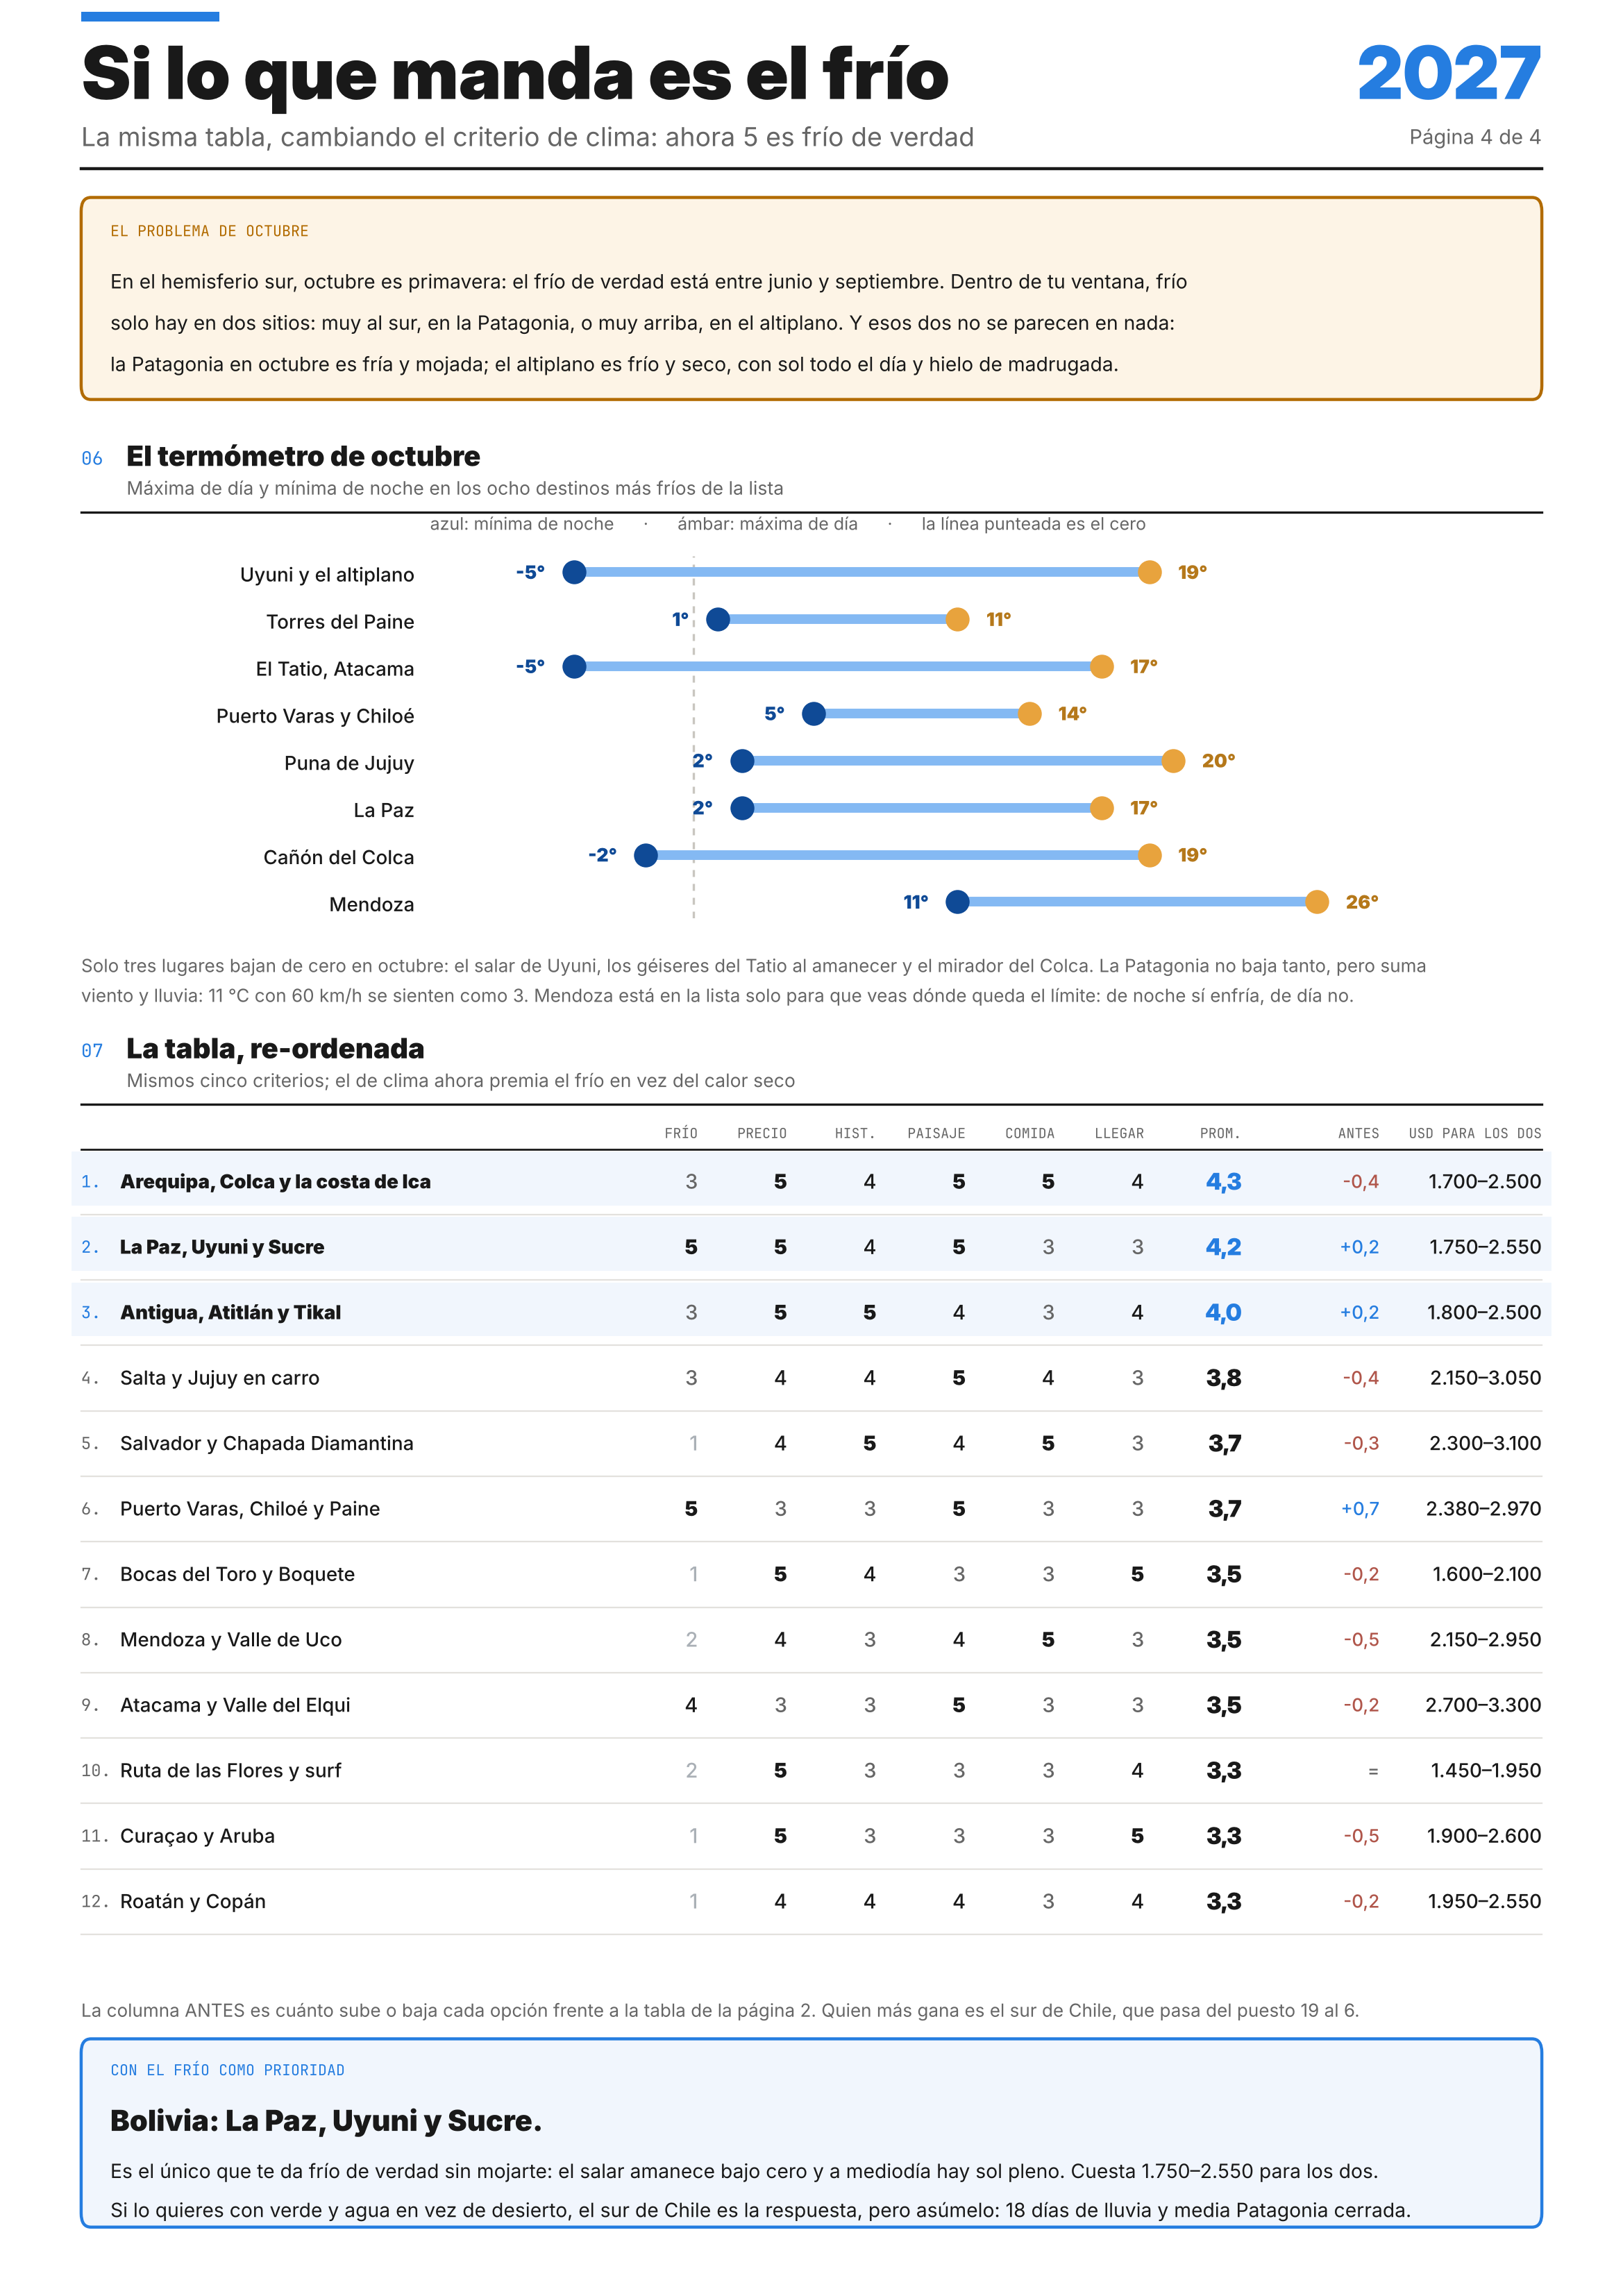 Si lo que manda es el frío
2027
La misma tabla, cambiando el criterio de clima: ahora 5 es frío de verdad
Página 4 de 4
EL PROBLEMA DE OCTUBRE
En el hemisferio sur, octubre es primavera: el frío de verdad está entre junio y septiembre. Dentro de tu ventana, frío
solo hay en dos sitios: muy al sur, en la Patagonia, o muy arriba, en el altiplano. Y esos dos no se parecen en nada:
la Patagonia en octubre es fría y mojada; el altiplano es frío y seco, con sol todo el día y hielo de madrugada.
06 El termómetro de octubre
Máxima de día y mínima de noche en los ocho destinos más fríos de la lista
azul: mínima de noche · ámbar: máxima de día · la línea punteada es el cero
Uyuni y el altiplano -5° 19°
Torres del Paine 1° 11°
El Tatio, Atacama -5° 17°
Puerto Varas y Chiloé 5° 14°
Puna de Jujuy 2° 20°
La Paz 2° 17°
Cañón del Colca -2° 19°
Mendoza 11° 26°
Solo tres lugares bajan de cero en octubre: el salar de Uyuni, los géiseres del Tatio al amanecer y el mirador del Colca. La Patagonia no baja tanto, pero suma
viento y lluvia: 11 °C con 60 km/h se sienten como 3. Mendoza está en la lista solo para que veas dónde queda el límite: de noche sí enfría, de día no.
07 La tabla, re-ordenada
Mismos cinco criterios; el de clima ahora premia el frío en vez del calor seco
FRÍO PRECIO HIST. PAISAJE COMIDA LLEGAR PROM. ANTES USD PARA LOS DOS
1. Arequipa, Colca y la costa de Ica 3 5 4 5 5 4 4,3 -0,4 1.700–2.500
2. La Paz, Uyuni y Sucre 5 5 4 5 3 3 4,2 +0,2 1.750–2.550
3. Antigua, Atitlán y Tikal 3 5 5 4 3 4 4,0 +0,2 1.800–2.500
4. Salta y Jujuy en carro 3 4 4 5 4 3 3,8 -0,4 2.150–3.050
5. Salvador y Chapada Diamantina 1 4 5 4 5 3 3,7 -0,3 2.300–3.100
6. Puerto Varas, Chiloé y Paine 5 3 3 5 3 3 3,7 +0,7 2.380–2.970
7. Bocas del Toro y Boquete 1 5 4 3 3 5 3,5 -0,2 1.600–2.100
8. Mendoza y Valle de Uco 2 4 3 4 5 3 3,5 -0,5 2.150–2.950
9. Atacama y Valle del Elqui 4 3 3 5 3 3 3,5 -0,2 2.700–3.300
10. Ruta de las Flores y surf 2 5 3 3 3 4 3,3 = 1.450–1.950
11. Curaçao y Aruba 1 5 3 3 3 5 3,3 -0,5 1.900–2.600
12. Roatán y Copán 1 4 4 4 3 4 3,3 -0,2 1.950–2.550
La columna ANTES es cuánto sube o baja cada opción frente a la tabla de la página 2. Quien más gana es el sur de Chile, que pasa del puesto 19 al 6.
CON EL FRÍO COMO PRIORIDAD
Bolivia: La Paz, Uyuni y Sucre.
Es el único que te da frío de verdad sin mojarte: el salar amanece bajo cero y a mediodía hay sol pleno. Cuesta 1.750–2.550 para los dos.
Si lo quieres con verde y agua en vez de desierto, el sur de Chile es la respuesta, pero asúmelo: 18 días de lluvia y media Patagonia cerrada.